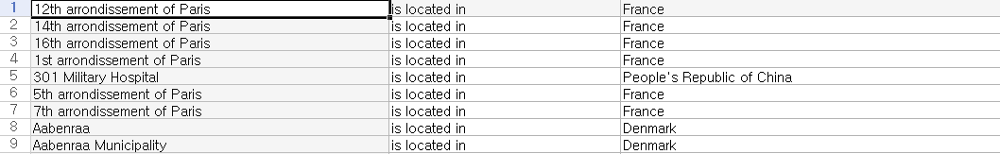 1 12th arrondissement of Paris is located in France
2 14th arrondissement of Paris is located in France
3 16th arrondissement of Paris is located in France
4 1st arrondissement of Paris is located in France
5 301 Military Hospital is located in People's Republic of China
6 5th arrondissement of Paris is located in France
7 7th arrondissement of Paris is located in France
8 Aabenraa is located in Denmark
9 Aabenraa Municipality is located in Denmark